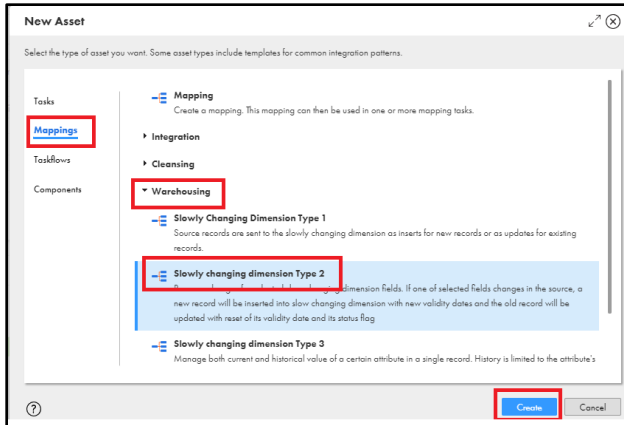 New Asset
Select the type of asset you want. Some asset types include templates for common integration patterns.
Tasks
Mappings
Taskflows
Components
Mapping
Create a mapping. This mapping can then be used in one or more mapping tasks.
Integration
Cleansing
Warehousing
Slowly Changing Dimension Type 1
Source records are sent to the slowly changing dimension as inserts for new records or as updates for existing
records.
Slowly changing dimension Type 2
dimension fields. If one of selected fields changes in the source, a
new record will be inserted into slow changing dimension with new validity dates and the old record will be
updated with reset of its validity date and its status flag
Slowly changing dimension Type 3
Manage both current and historical value of a certain attribute in a single record. History is limited to the attribute's
?
Create
Cancel